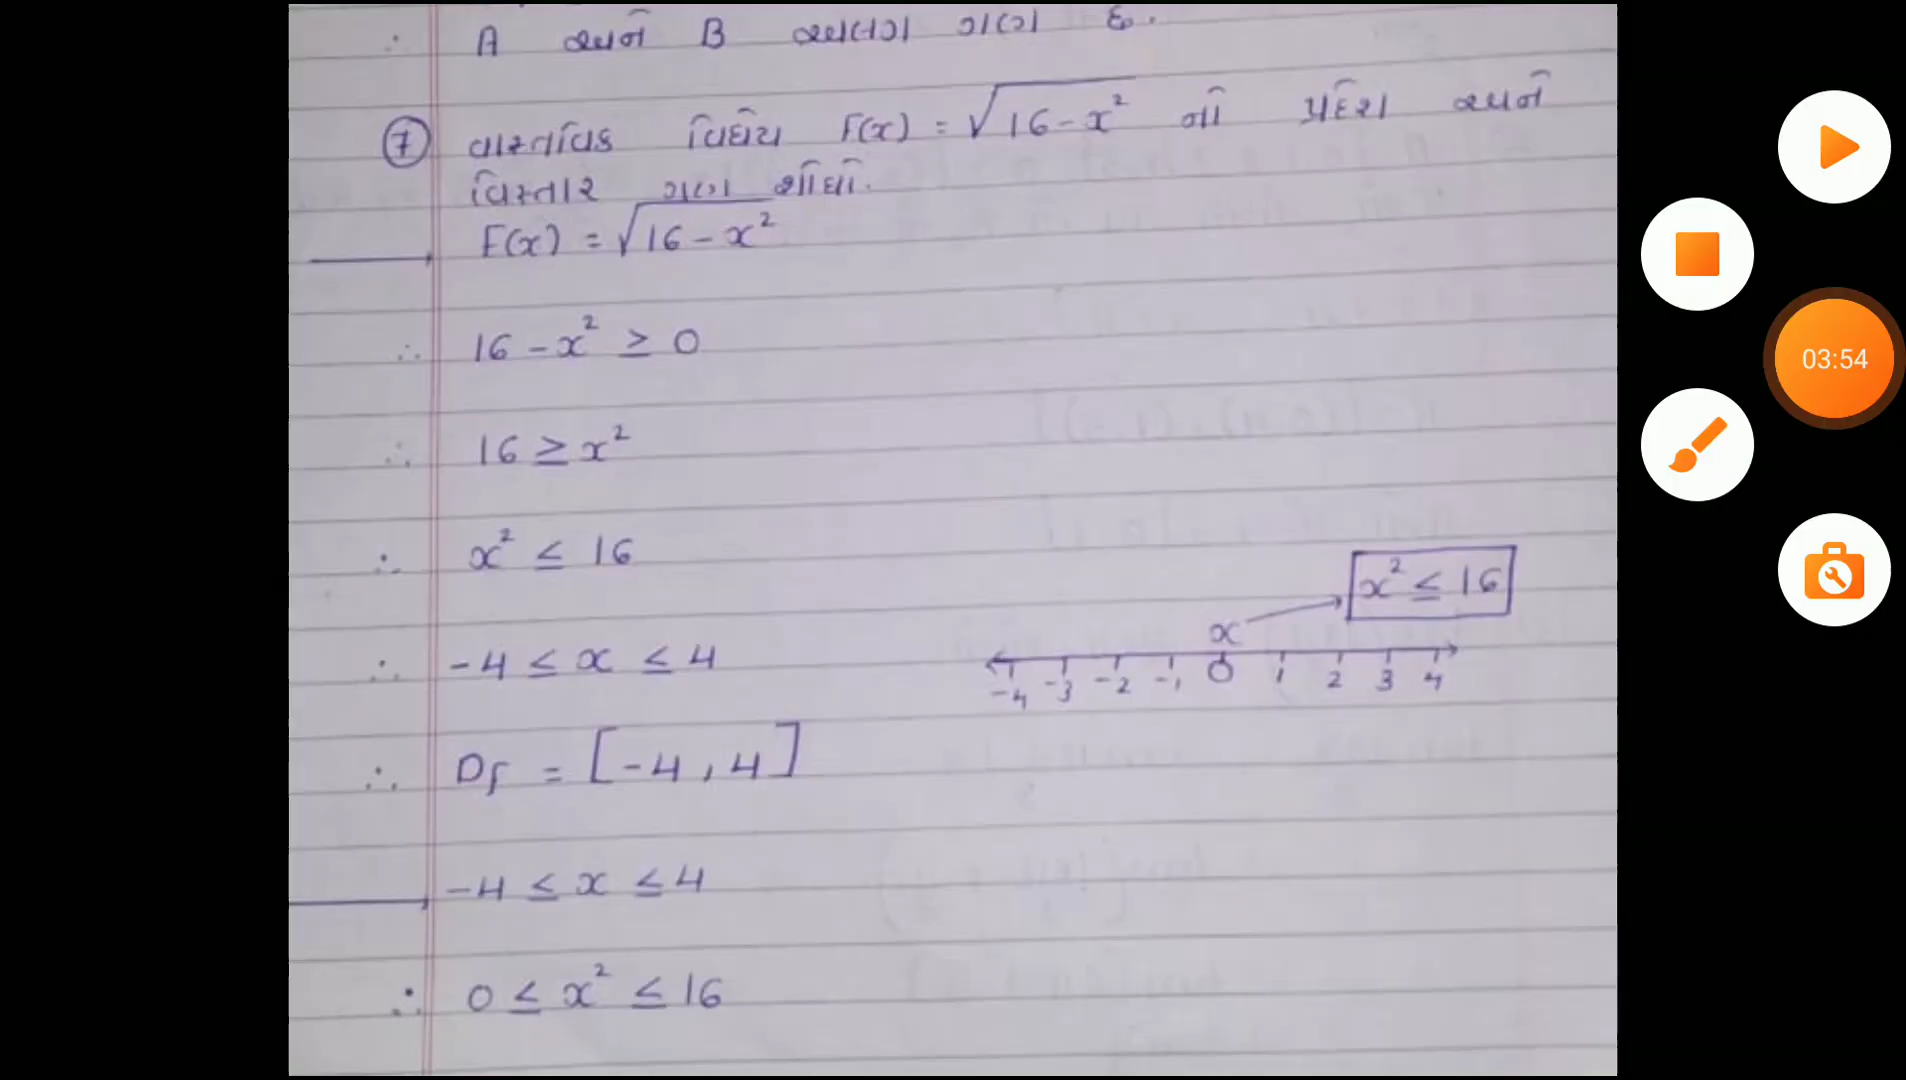 ∴ A અને B અલગ ગણ છે.
⑦ વાસ્તવિક વિધેય F(x) = √16-x² નો પ્રદેશ અને
વિસ્તાર ગણ શોધો.
F(x) = √16-x²
∴ 16-x² ≥ 0
∴ 16 ≥ x²
∴ x² ≤ 16
x² ≤ 16
x
∴ -4 ≤ x ≤ 4
-4 -3 -2 -1 0 1 2 3 4
∴ Df = [-4, 4]
-4 ≤ x ≤ 4
∴ 0 ≤ x² ≤ 16
03:54